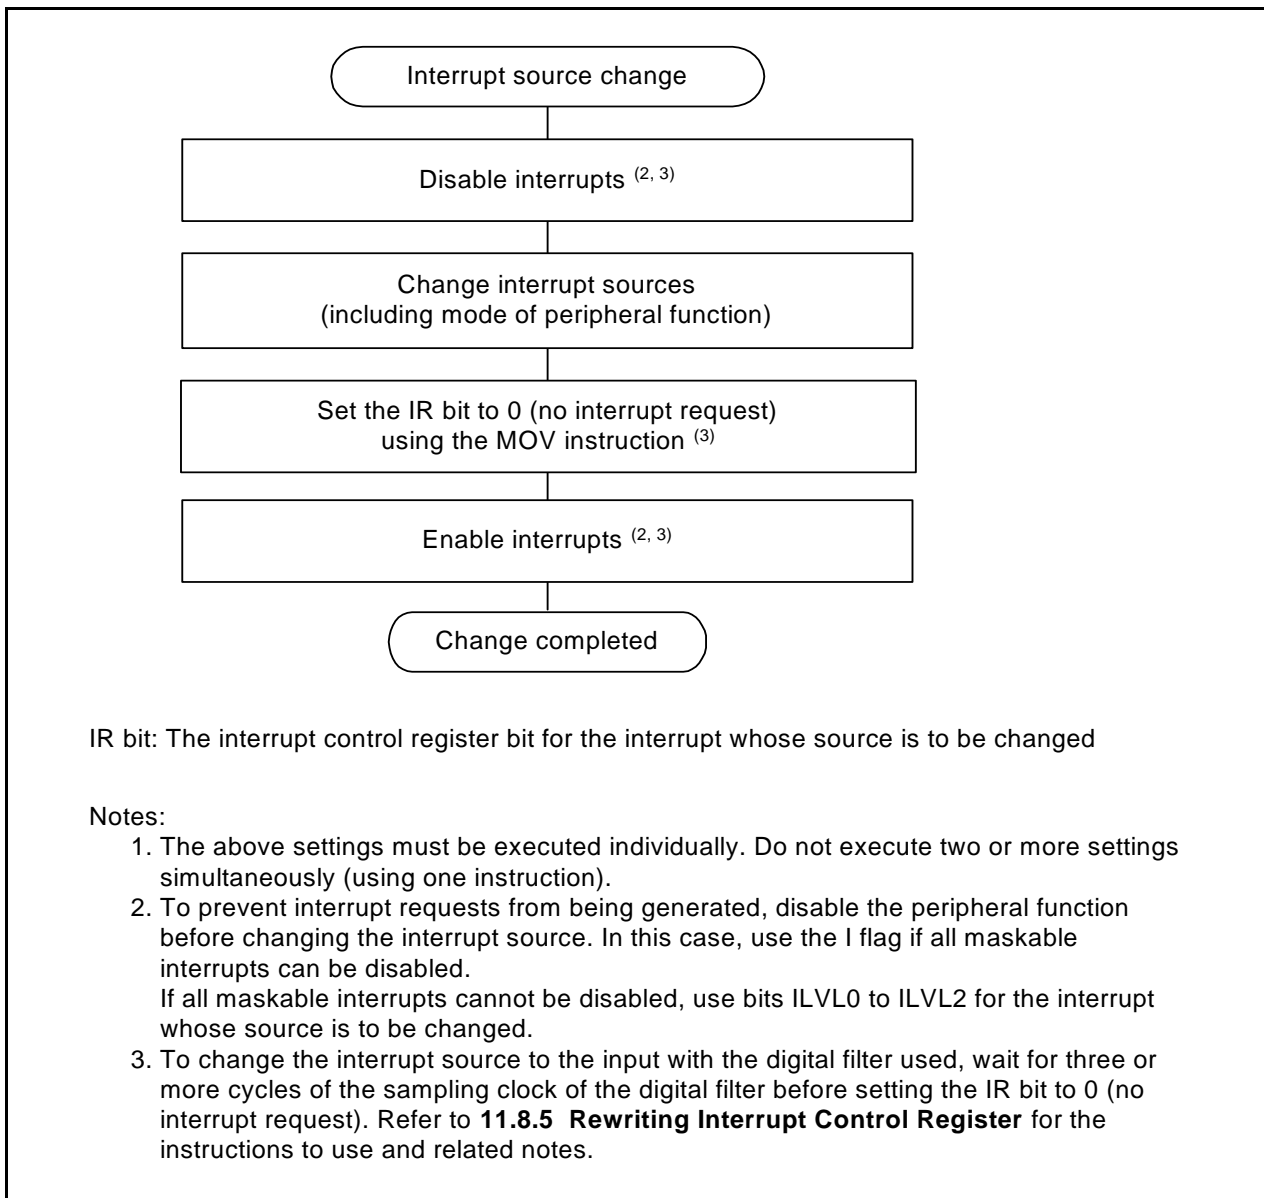 Interrupt source change
Disable interrupts (2, 3)
Change interrupt sources
(including mode of peripheral function)
Set the IR bit to 0 (no interrupt request)
using the MOV instruction (3)
Enable interrupts (2, 3)
Change completed
IR bit: The interrupt control register bit for the interrupt whose source is to be changed
Notes:
1. The above settings must be executed individually. Do not execute two or more settings
simultaneously (using one instruction).
2. To prevent interrupt requests from being generated, disable the peripheral function
before changing the interrupt source. In this case, use the I flag if all maskable
interrupts can be disabled.
If all maskable interrupts cannot be disabled, use bits ILVL0 to ILVL2 for the interrupt
whose source is to be changed.
3. To change the interrupt source to the input with the digital filter used, wait for three or
more cycles of the sampling clock of the digital filter before setting the IR bit to 0 (no
interrupt request). Refer to 11.8.5 Rewriting Interrupt Control Register for the
instructions to use and related notes.